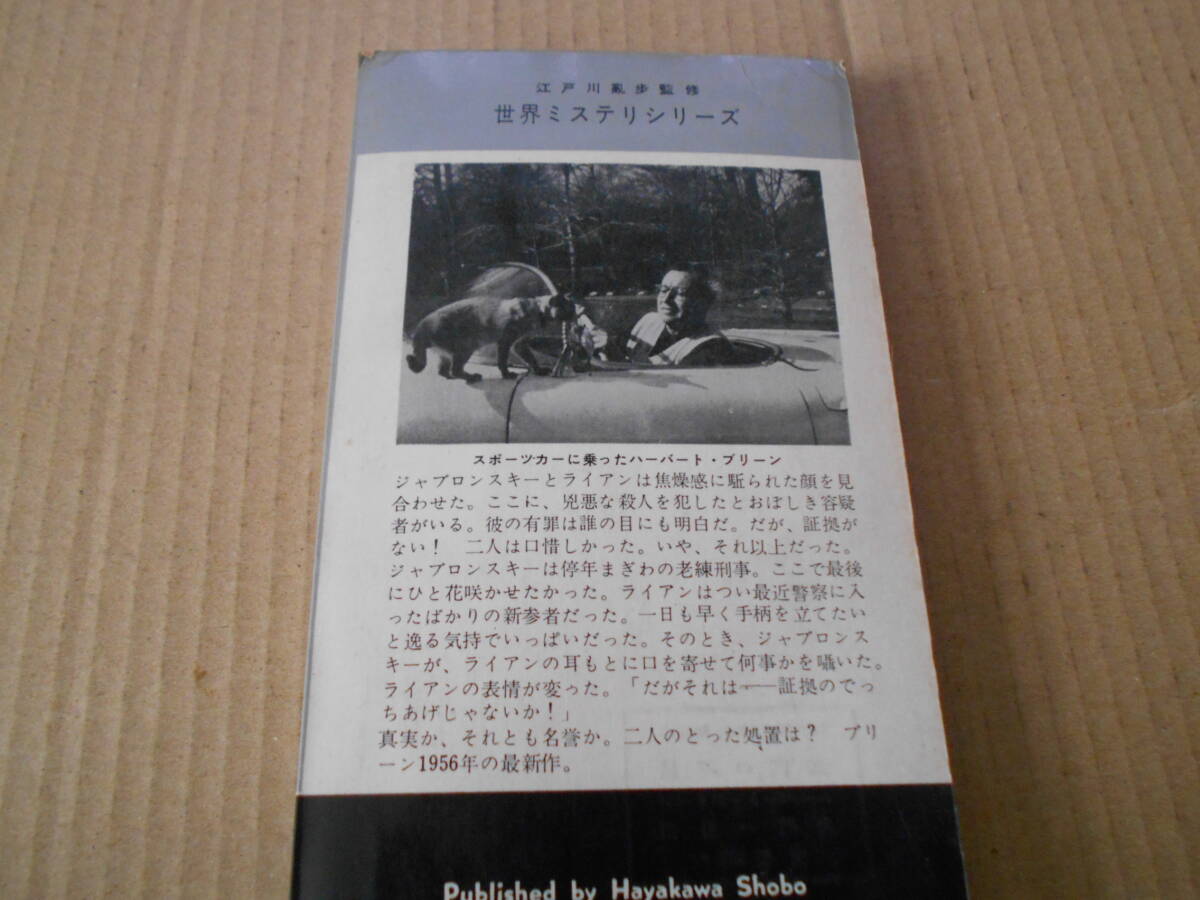 江戸川亂歩監修
世界ミステリシリーズ
スポーツカーに乗ったハーバート・ブリーン
ジャブロンスキーとライアンは焦燥感に駈られた顔を見
合わせた。ここに、兇悪な殺人を犯したとおぼしき容疑
者がいる。彼の有罪は誰の目にも明白だ。だが、証拠が
ない！　二人は口惜しかった。いや、それ以上だった。
ジャブロンスキーは停年まぎわの老練刑事。ここで最後
にひと花咲かせたかった。ライアンはつい最近警察に入
ったばかりの新参者だった。一日も早く手柄を立てたい
と逸る気持でいっぱいだった。そのとき、ジャブロンス
キーが、ライアンの耳もとに口を寄せて何事かを囁いた。
ライアンの表情が変った。「だがそれは──証拠のでっ
ちあげじゃないか！」
真実か、それとも名誉か。二人のとった処置は？　ブリ
ーン1956年の最新作。
Published by Hayakawa Shobo